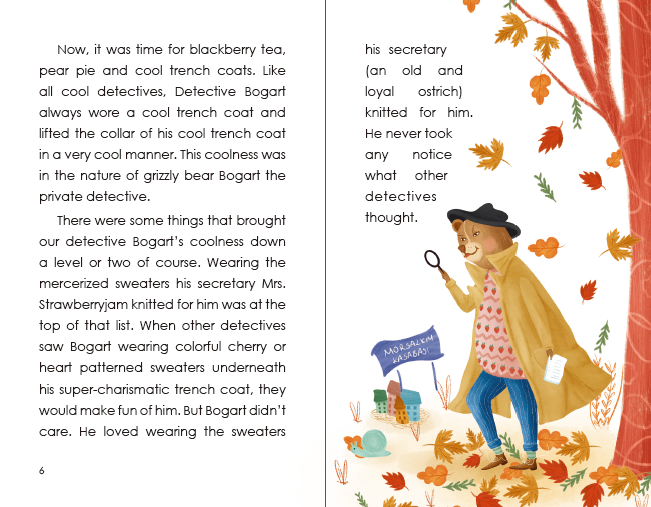 Now, it was time for blackberry tea,
pear pie and cool trench coats. Like
all cool detectives, Detective Bogart
always wore a cool trench coat and
lifted the collar of his cool trench coat
in a very cool manner. This coolness was
in the nature of grizzly bear Bogart the
private detective.
There were some things that brought
our detective Bogart’s coolness down
a level or two of course. Wearing the
mercerized sweaters his secretary Mrs.
Strawberryjam knitted for him was at the
top of that list. When other detectives
saw Bogart wearing colorful cherry or
heart patterned sweaters underneath
his super-charismatic trench coat, they
would make fun of him. But Bogart didn’t
care. He loved wearing the sweaters
6
his secretary
(an old and
loyal ostrich)
knitted for him.
He never took
any notice
what other
detectives
thought.
MORSALKIM
KASABASI